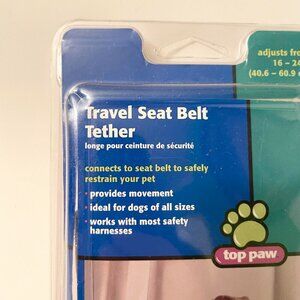 adjusts fro
16 – 24
(40.6 – 60.9 c
Travel Seat Belt
Tether
longe pour ceinture de sécurité
connects to seat belt to safely
restrain your pet
• provides movement
• ideal for dogs of all sizes
• works with most safety
harnesses
top paw